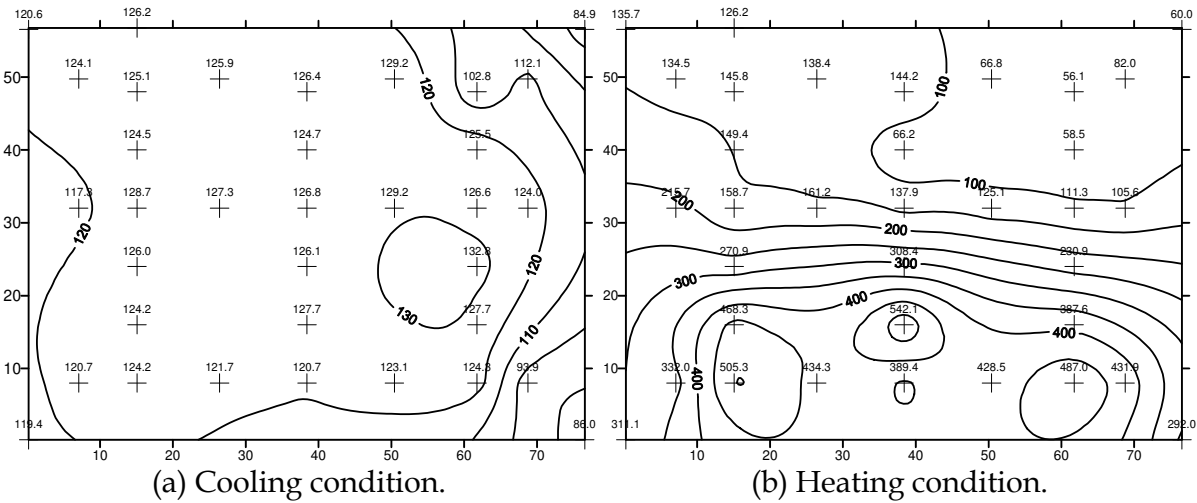 120.6 126.2 84.9 135.7 126.2 60.0
124.1 125.1 125.9 126.4 129.2 102.8 112.1 134.5 145.8 138.4 144.2 66.8 56.1 82.0
50 120 50 100
124.5 124.7 125.5 149.4 66.2 58.5
40 40
117.3 128.7 127.3 126.8 129.2 126.6 124.0 215.7 158.7 161.2 137.9 125.1 111.3 105.6
100
30 120 30 200 200
126.0 126.1 132.8 270.9 308.4 230.9
120 300 300
20 130 20 400
124.2 127.7 127.7 468.3 542.1 387.6
110 400
120.7 124.2 121.7 120.7 123.1 124.3 93.9 332.0 505.3 434.3 389.4 428.5 487.0 431.9
10 10 400
119.4 86.0 311.1 292.0
10 20 30 40 50 60 70 10 20 30 40 50 60 70
(a) Cooling condition. (b) Heating condition.